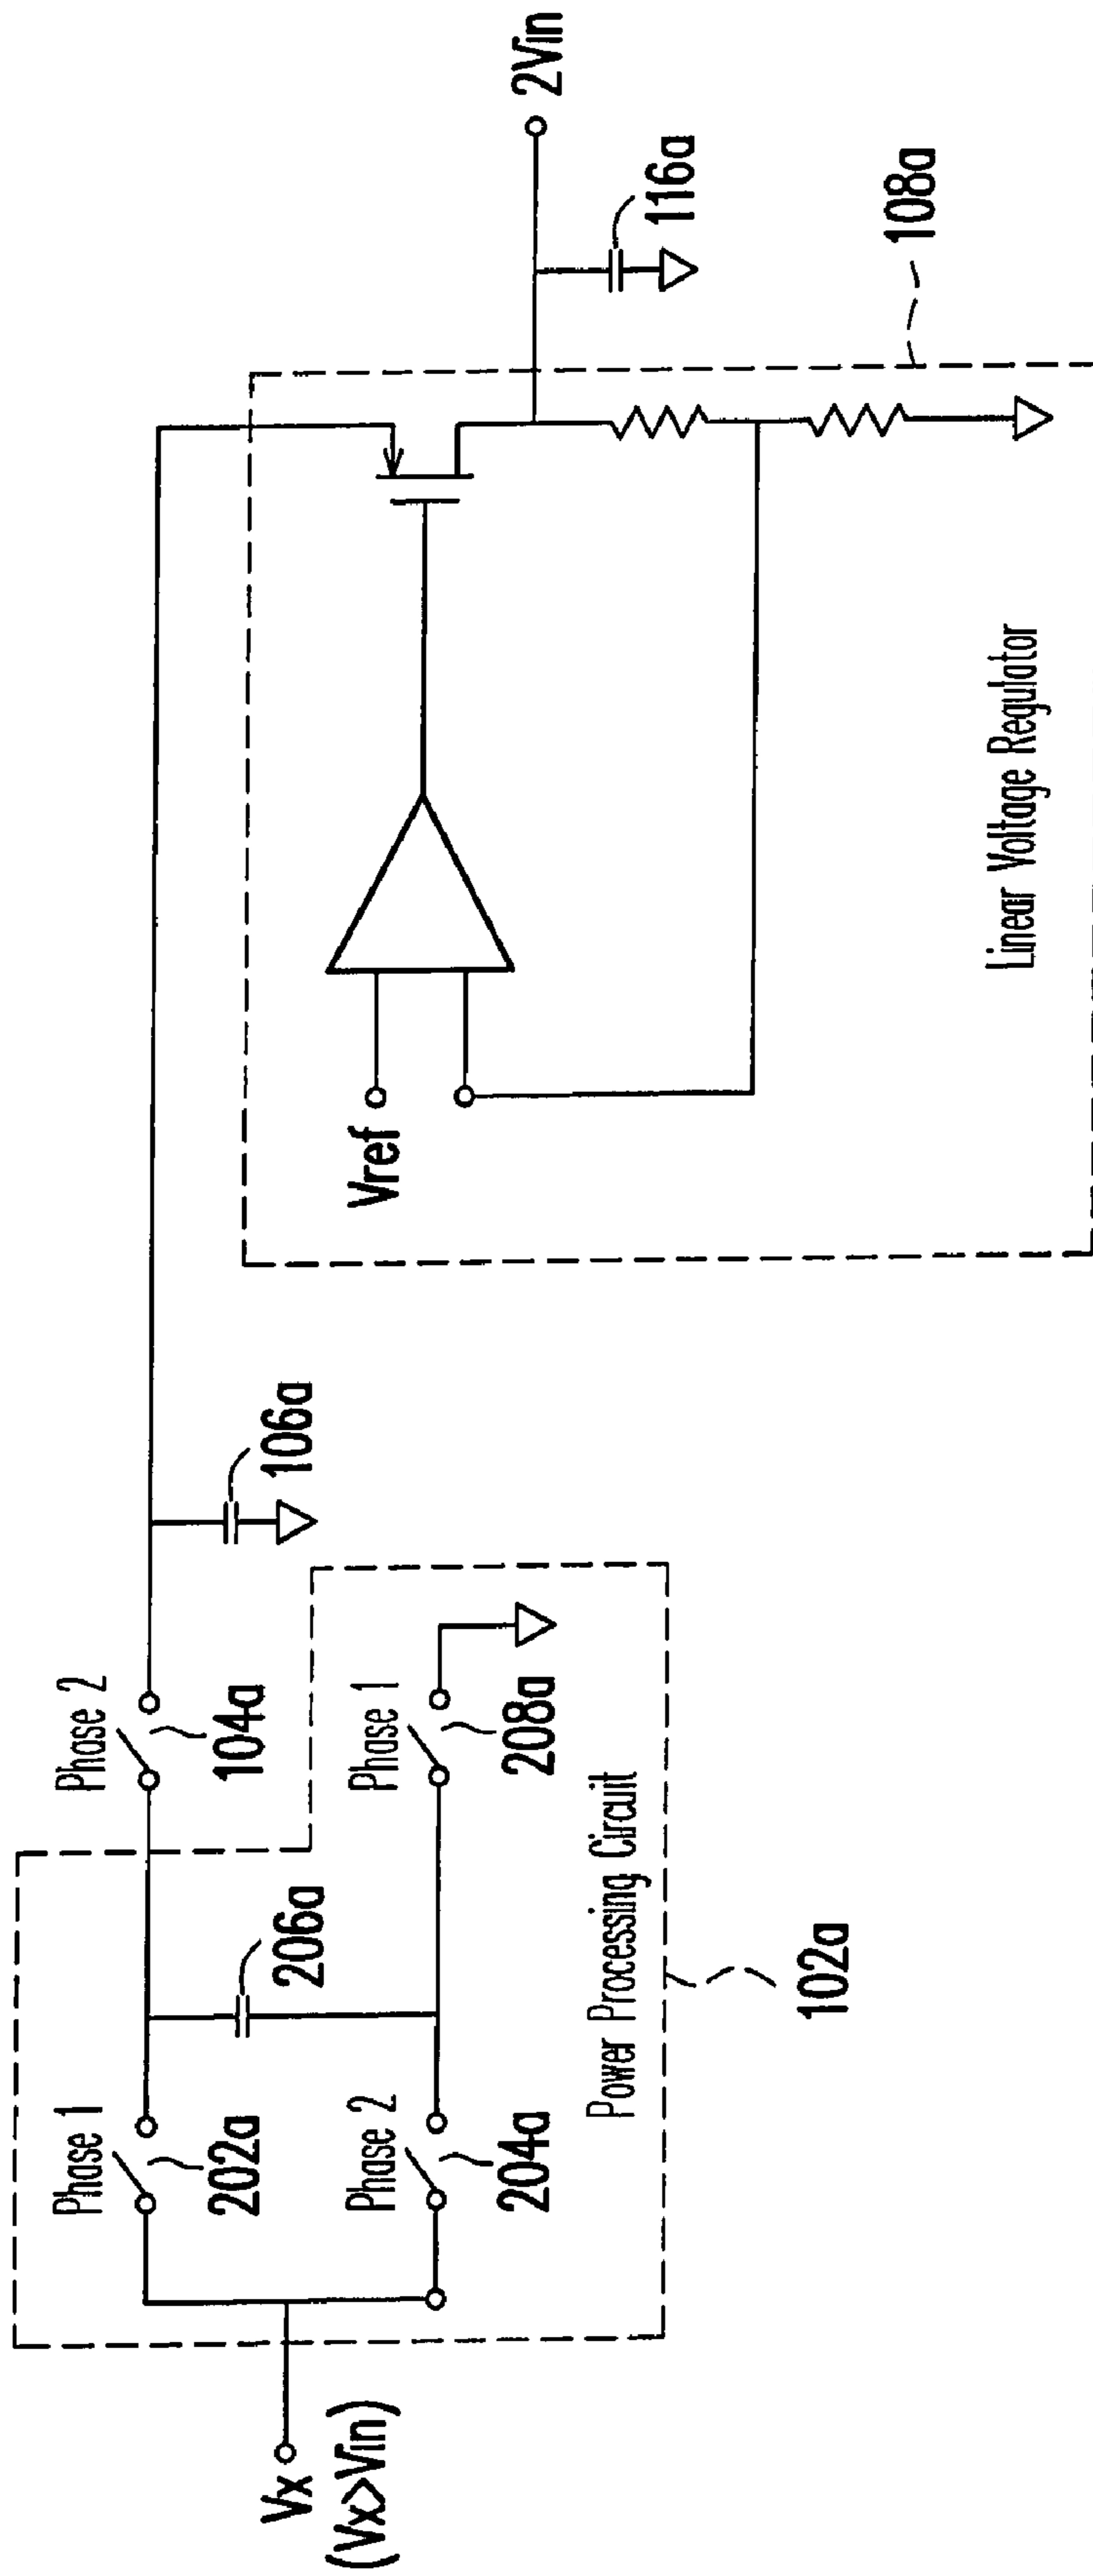 Vx
(Vx>Vin)
Phase 1
202a
Phase 2
204a
206a
Phase 2
104a
Phase 1
208a
Power Processing Circuit
102a
106a
Vref
Linear Voltage Regulator
108a
116a
2Vin